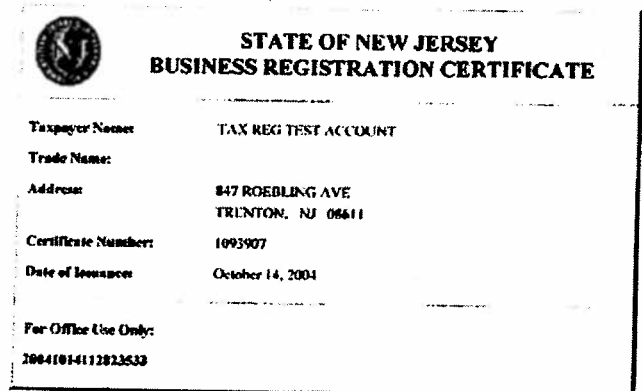 STATE OF NEW JERSEY
BUSINESS REGISTRATION CERTIFICATE
Taxpayer Name: TAX REG TEST ACCOUNT
Trade Name:
Address: 847 ROEBLING AVE
TRENTON, NJ 08611
Certificate Number: 1093907
Date of Issuance: October 14, 2004
For Office Use Only:
20041014112823533